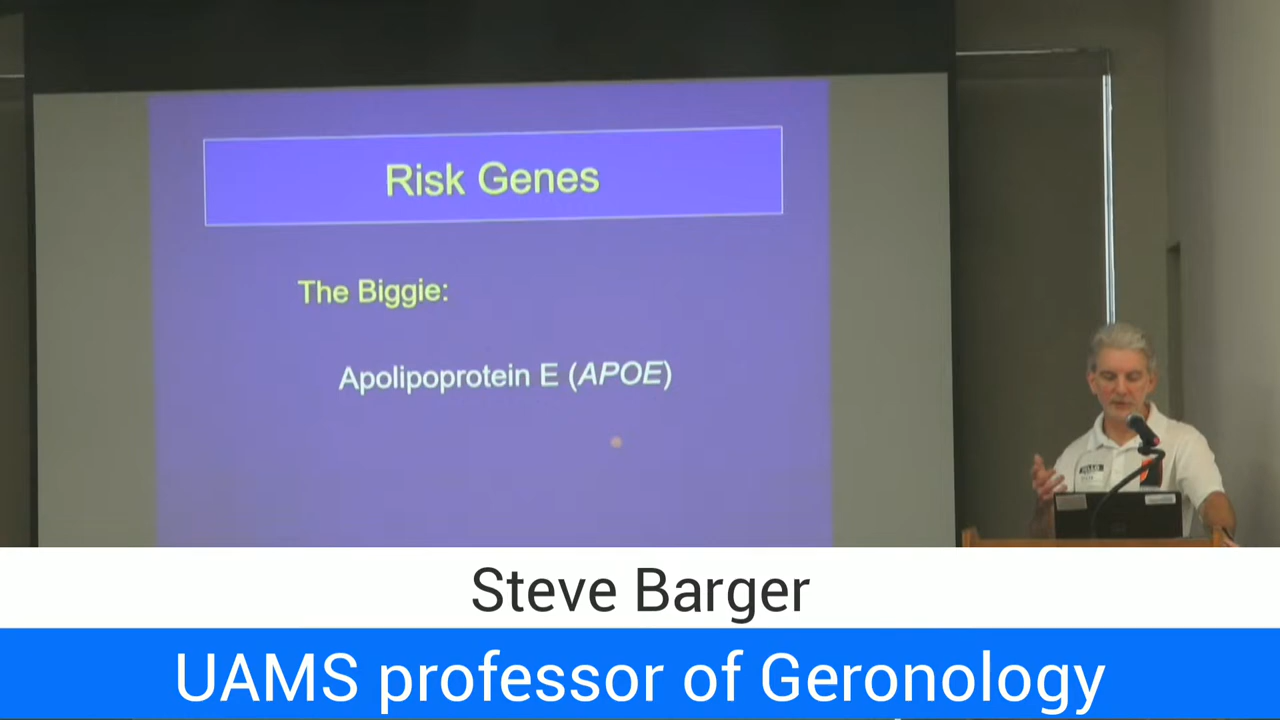 Risk Genes
The Biggie:
Apolipoprotein E (APOE)
Steve Barger
UAMS professor of Geronology